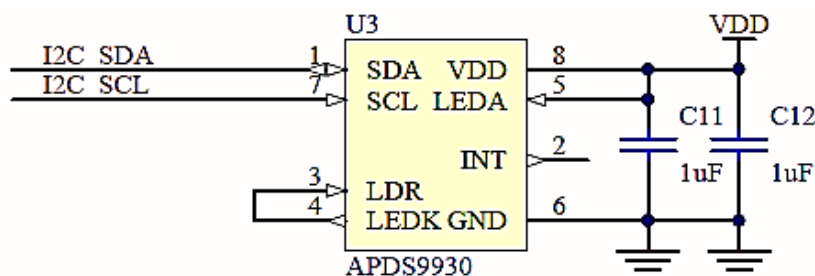 U3
VDD
I2C SDA
1
SDA
VDD
8
I2C SCL
7
SCL
LEDA
5
C11
C12
INT
2
1uF
1uF
3
LDR
4
LEDK
GND
6
APDS9930